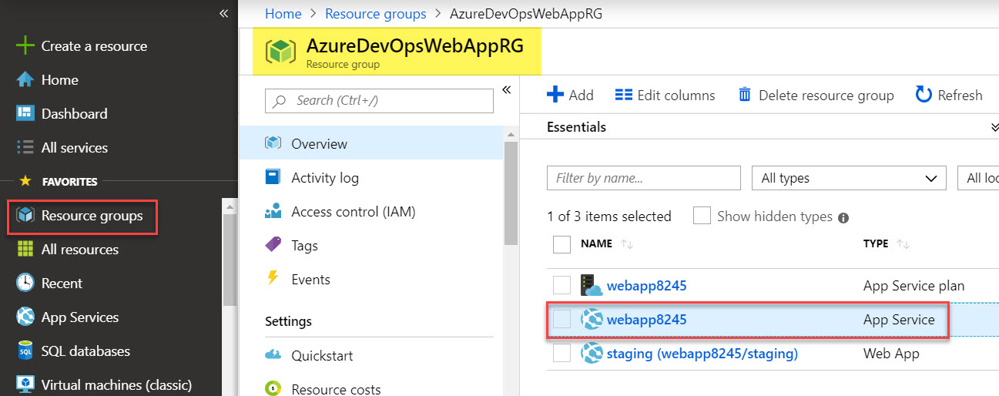 Home > Resource groups > AzureDevOpsWebAppRG
AzureDevOpsWebAppRG
Resource group
Create a resource
Home
Dashboard
All services
FAVORITES
Resource groups
All resources
Recent
App Services
SQL databases
Virtual machines (classic)
Search (Ctrl+/)
Overview
Activity log
Access control (IAM)
Tags
Events
Settings
Quickstart
Resource costs
Add Edit columns Delete resource group Refresh
Essentials
Filter by name... All types All loc
1 of 3 items selected Show hidden types
NAME TYPE
webapp8245 App Service plan
webapp8245 App Service
staging (webapp8245/staging) Web App